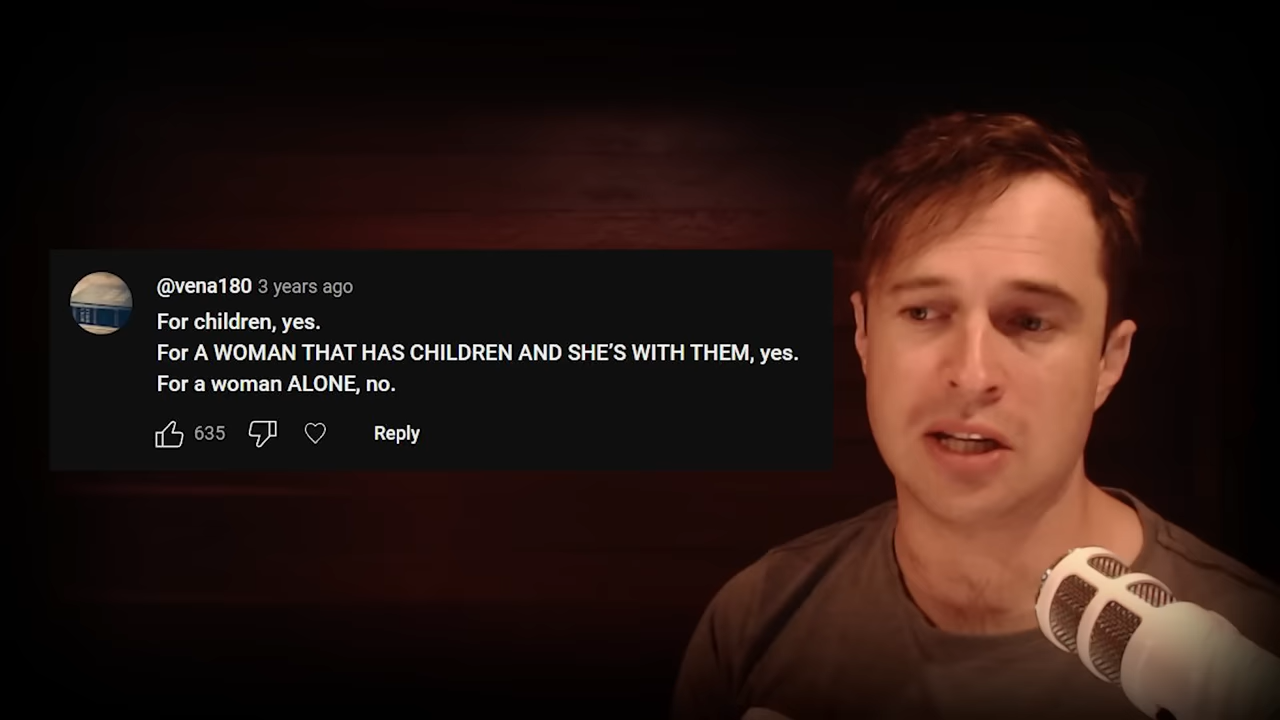 @vena180 3 years ago
For children, yes.
For A WOMAN THAT HAS CHILDREN AND SHE'S WITH THEM, yes.
For a woman ALONE, no.
635 Reply